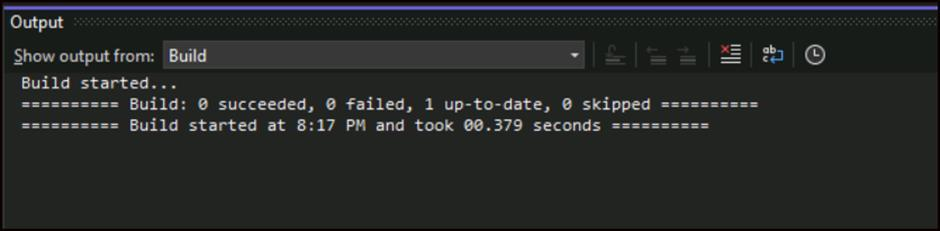 Output
Show output from: Build
Build started...
========== Build: 0 succeeded, 0 failed, 1 up-to-date, 0 skipped ==========
========== Build started at 8:17 PM and took 00.379 seconds ==========